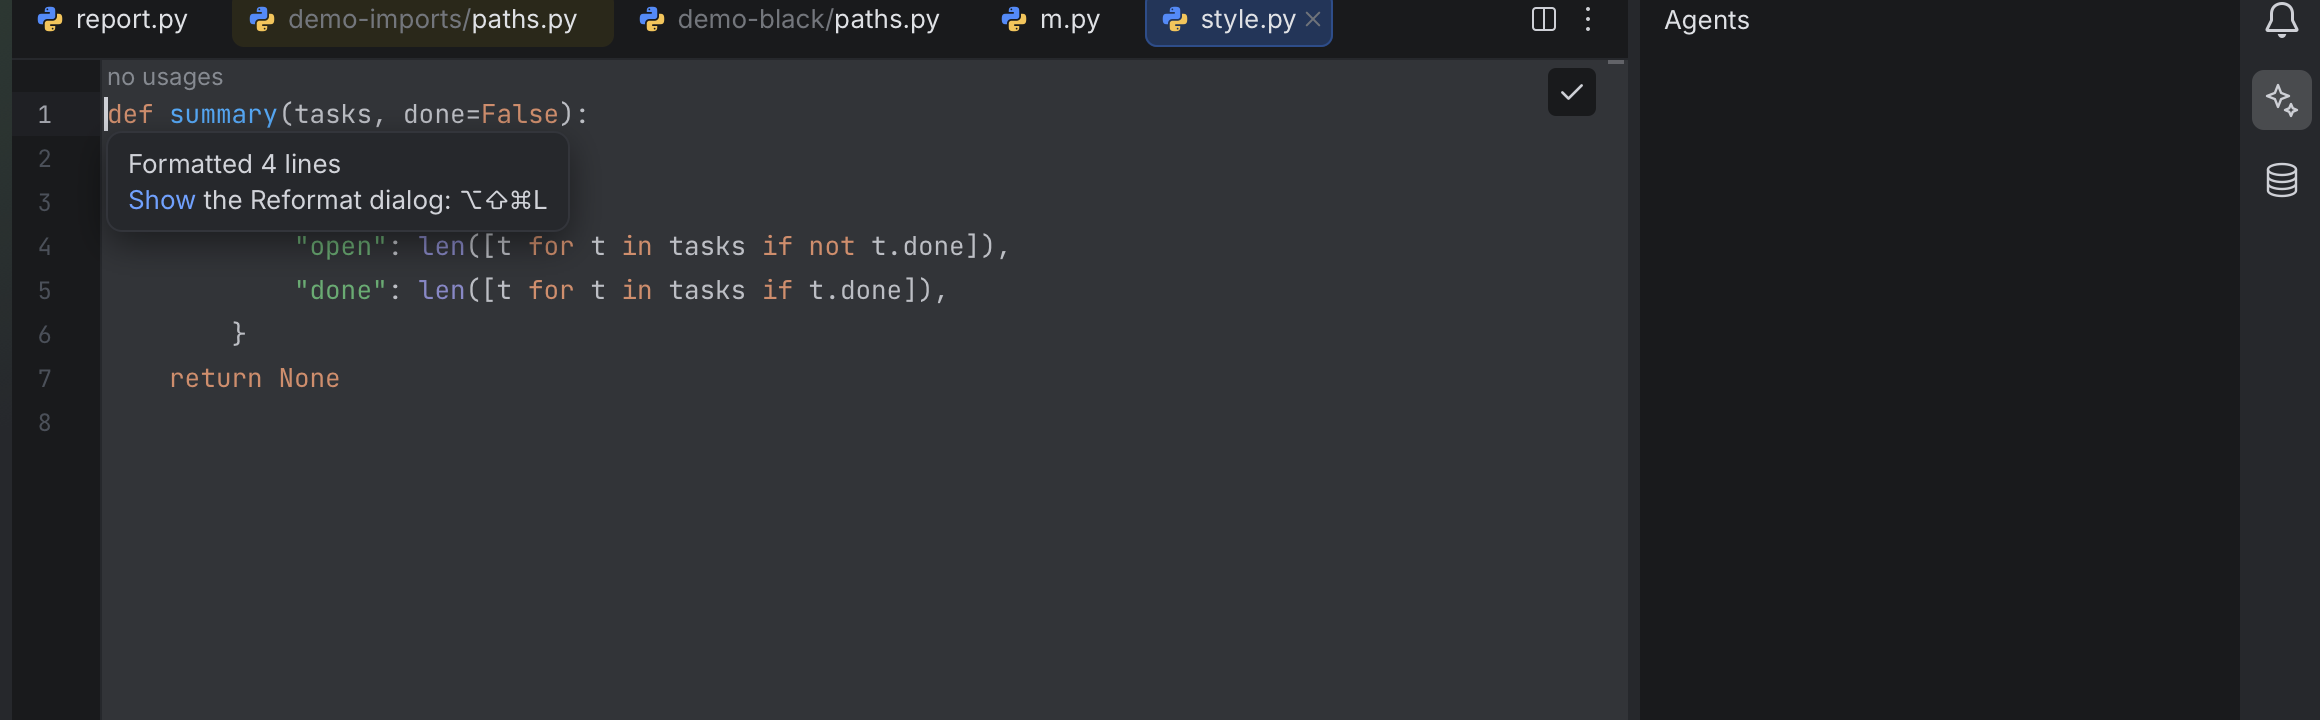 report.py demo-imports/paths.py demo-black/paths.py m.py style.py Agents
no usages
1 def summary(tasks, done=False):
2
Formatted 4 lines
3
Show the Reformat dialog: ⌥⇧⌘L
4 "open": len([t for t in tasks if not t.done]),
5 "done": len([t for t in tasks if t.done]),
6 }
7 return None
8